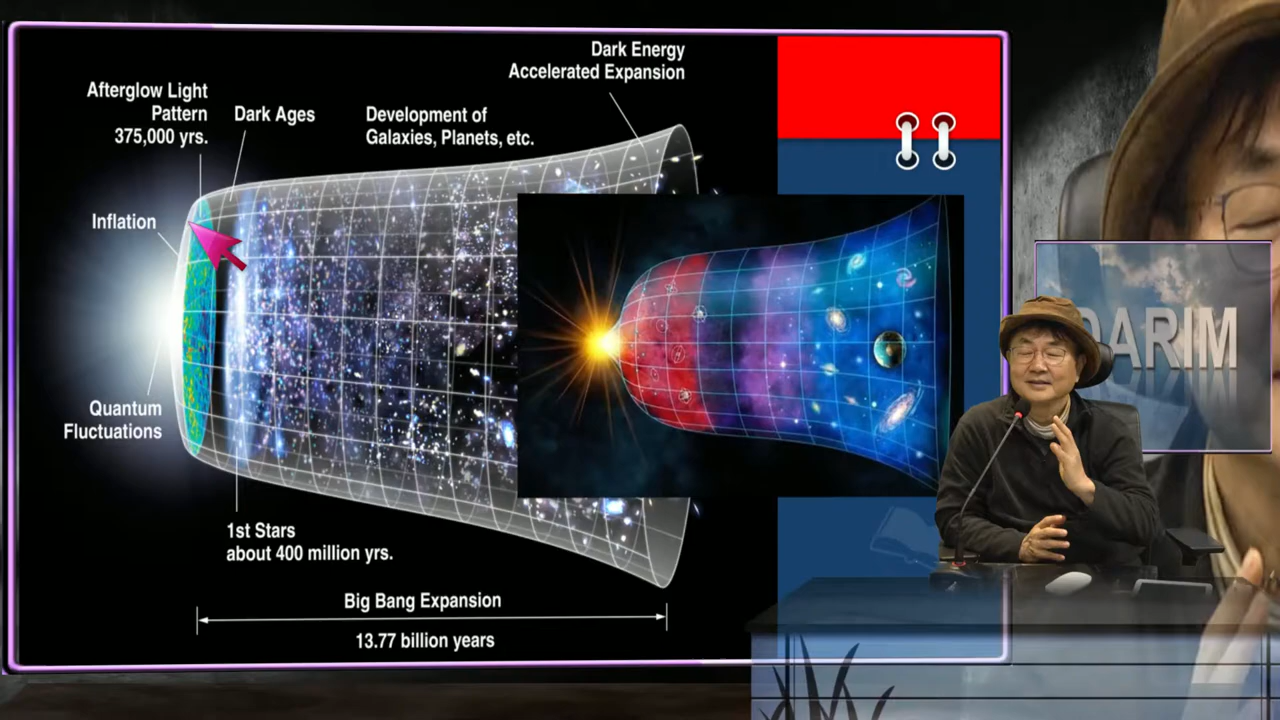 Dark Energy
Accelerated Expansion
Afterglow Light
Pattern
375,000 yrs.
Dark Ages
Development of
Galaxies, Planets, etc.
Inflation
Quantum
Fluctuations
1st Stars
about 400 million yrs.
Big Bang Expansion
13.77 billion years
DARIM